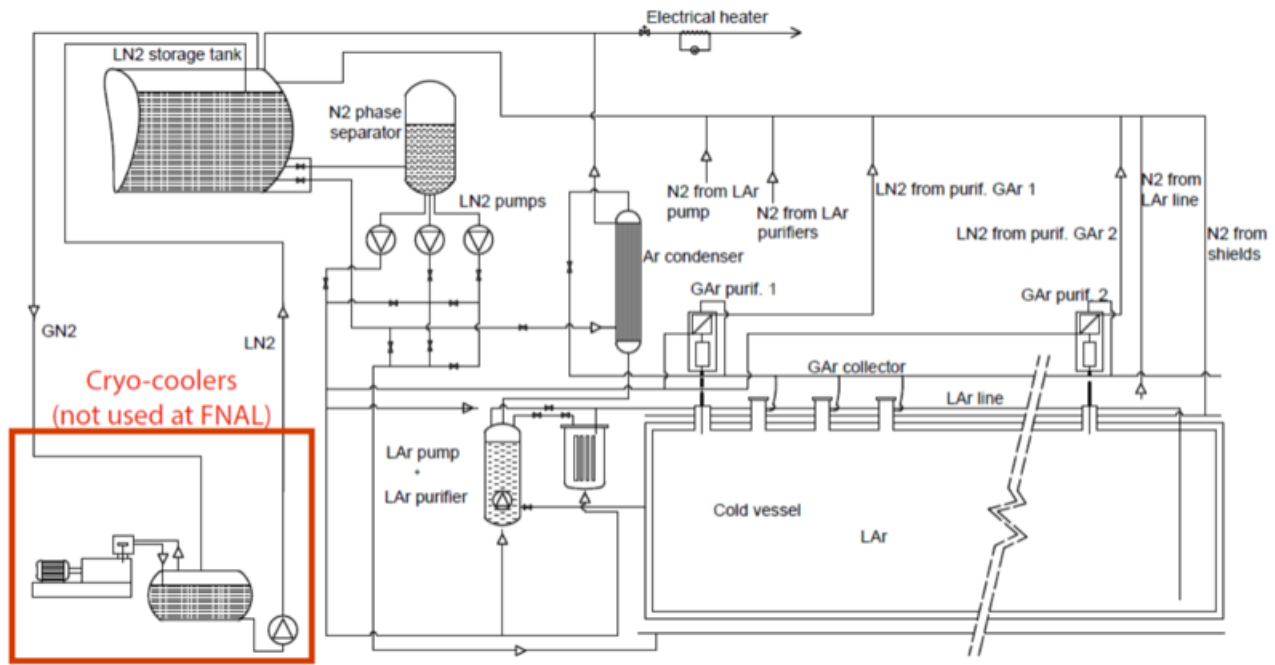 Electrical heater
LN2 storage tank
N2 phase
separator
LN2 pumps
N2 from LAr
pump
N2 from LAr
purifiers
LN2 from purif. GAr 1
LN2 from purif. GAr 2
N2 from
LAr line
N2 from
shields
Ar condenser
GAr purif. 1
GAr purif. 2
GN2
LN2
Cryo-coolers
(not used at FNAL)
GAr collector
LAr line
LAr pump
+
LAr purifier
Cold vessel
LAr